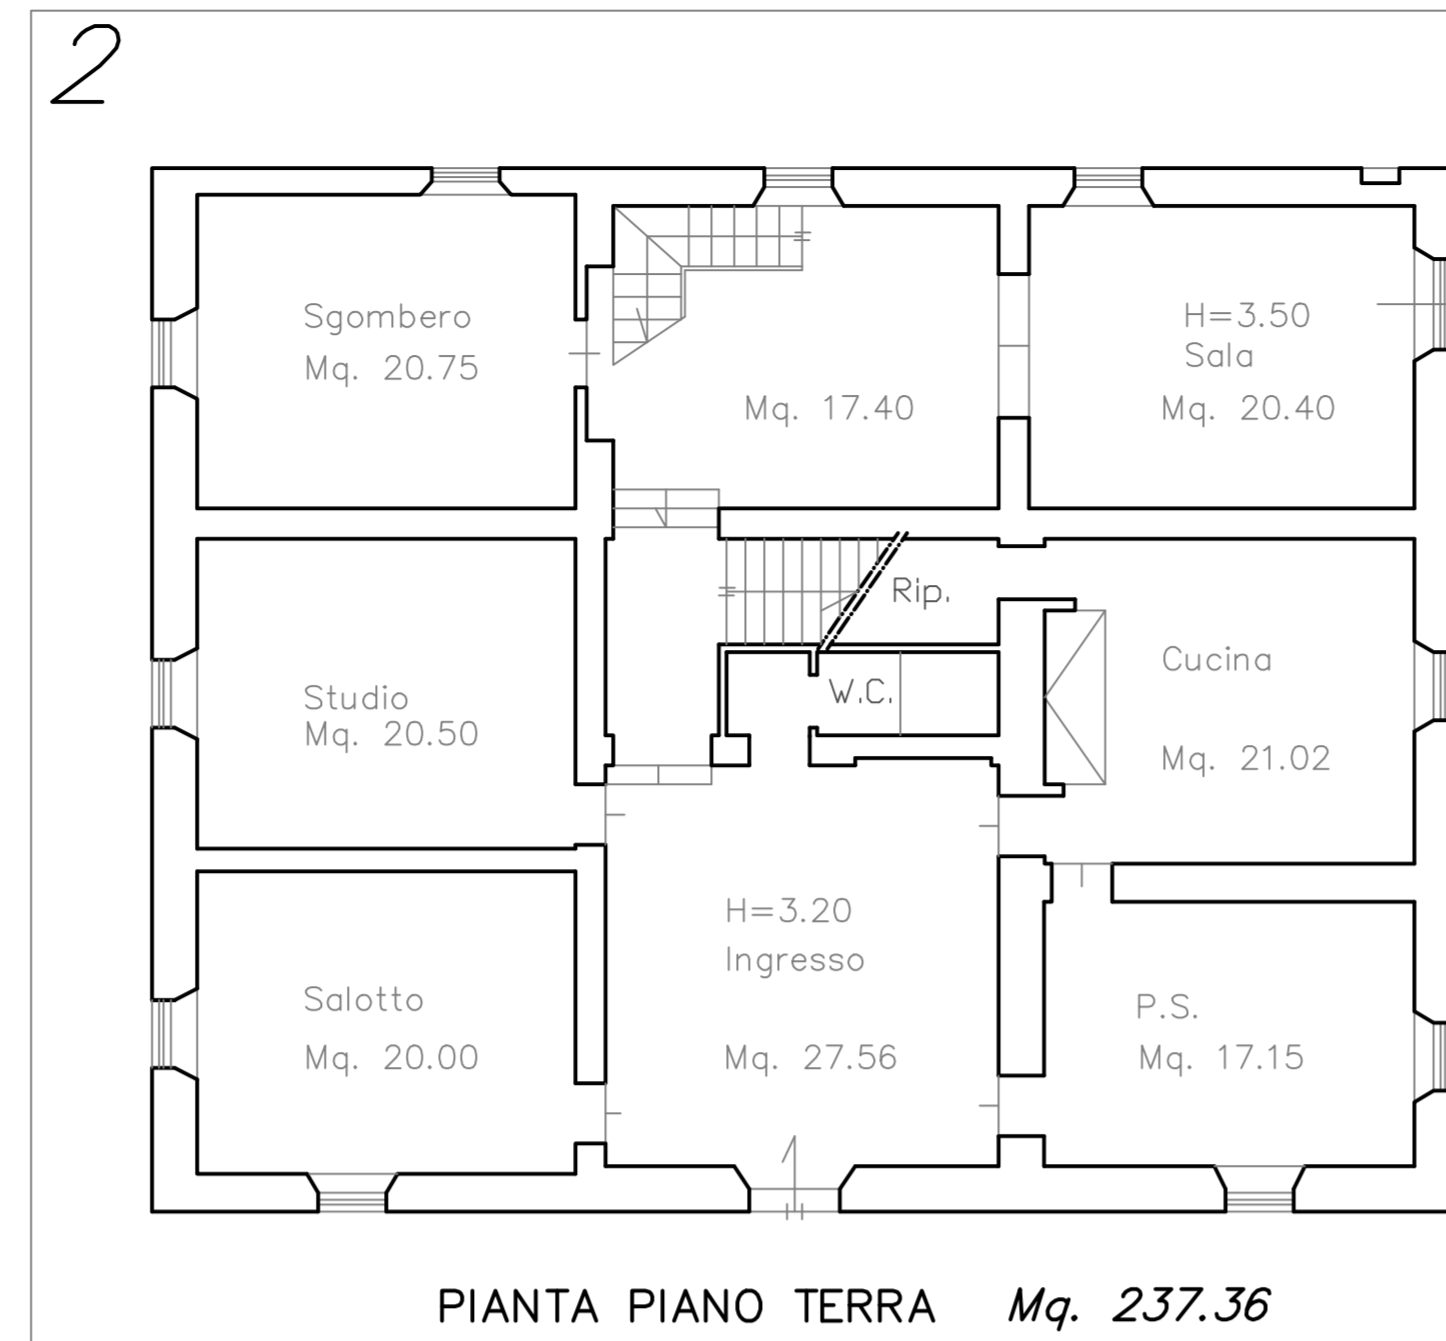 2
Sgombero
Mq. 20.75
Mq. 17.40
H=3.50
Sala
Mq. 20.40
Rip.
W.C.
Studio
Mq. 20.50
Cucina
Mq. 21.02
H=3.20
Ingresso
Mq. 27.56
Salotto
Mq. 20.00
P.S.
Mq. 17.15
PIANTA PIANO TERRA Mq. 237.36